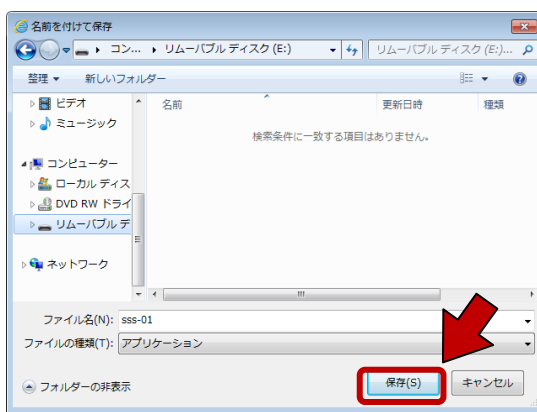 名前を付けて保存
コン... リムーバブル ディスク (E:) リムーバブル ディスク (E:)...
整理 新しいフォルダー
ビデオ 名前 更新日時 種類
ミュージック
検索条件に一致する項目はありません。
コンピューター
ローカル ディス
DVD RW ドライ
リムーバブル デ
ネットワーク
ファイル名(N): sss-01
ファイルの種類(T): アプリケーション
フォルダーの非表示 保存(S) キャンセル